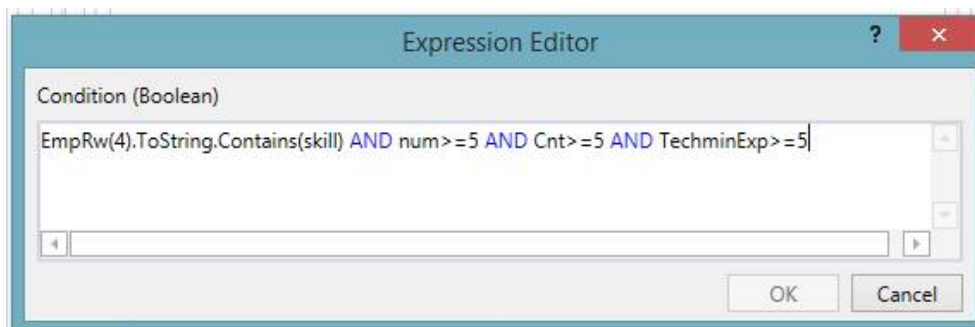 Expression Editor
?
×
Condition (Boolean)
EmpRw(4).ToString.Contains(skill) AND num>=5 AND Cnt>=5 AND TechminExp>=5
OK
Cancel